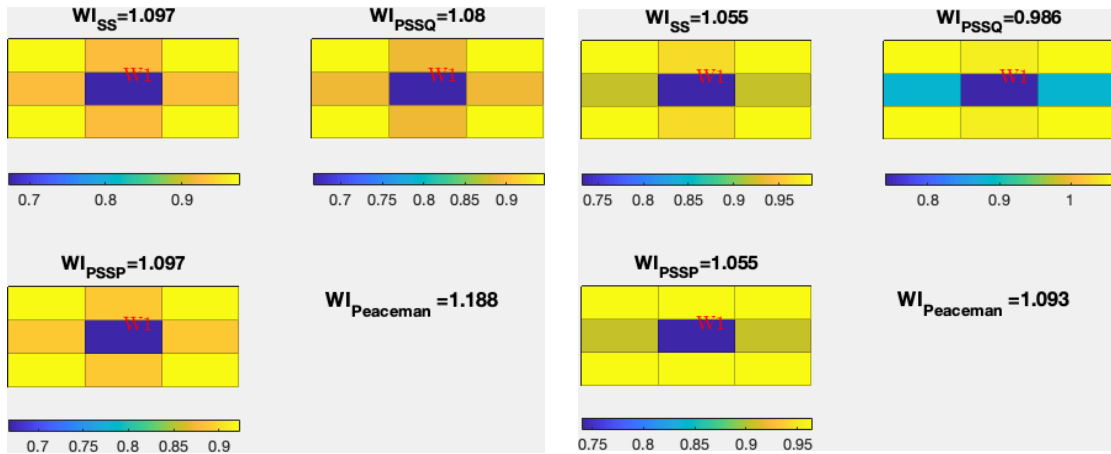 WI_SS=1.097
WI_PSSQ=1.08
W1
W1
0.7 0.8 0.9
0.7 0.75 0.8 0.85 0.9
WI_PSSP=1.097
W1
WI_Peaceman =1.188
0.7 0.75 0.8 0.85 0.9
WI_SS=1.055
WI_PSSQ=0.986
W1
W1
0.75 0.8 0.85 0.9 0.95
0.8 0.9 1
WI_PSSP=1.055
W1
WI_Peaceman =1.093
0.75 0.8 0.85 0.9 0.95